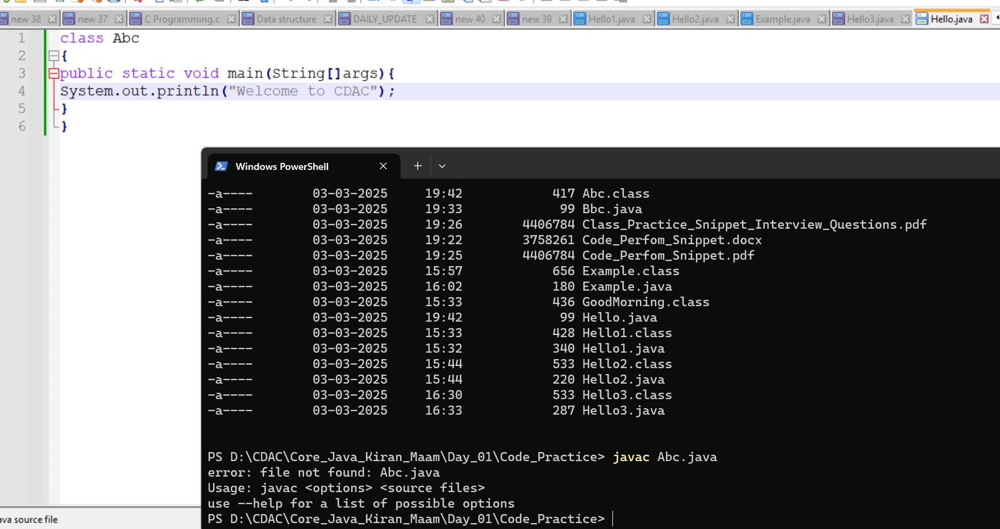 new 38 new 37 C Programming.c Data structure DAILY_UPDATE new 40 new 39 Hello1.java Hello2.java Example.java Hello3.java Hello.java
1 class Abc
2 {
3 public static void main(String[]args){
4 System.out.println("Welcome to CDAC");
5 }
6 }
Windows PowerShell
-a---- 03-03-2025 19:42 417 Abc.class
-a---- 03-03-2025 19:33 99 Bbc.java
-a---- 03-03-2025 19:26 4406784 Class_Practice_Snippet_Interview_Questions.pdf
-a---- 03-03-2025 19:22 3758261 Code_Perfom_Snippet.docx
-a---- 03-03-2025 19:25 4406784 Code_Perfom_Snippet.pdf
-a---- 03-03-2025 15:57 656 Example.class
-a---- 03-03-2025 16:02 180 Example.java
-a---- 03-03-2025 15:33 436 GoodMorning.class
-a---- 03-03-2025 19:42 99 Hello.java
-a---- 03-03-2025 15:33 428 Hello1.class
-a---- 03-03-2025 15:32 340 Hello1.java
-a---- 03-03-2025 15:44 533 Hello2.class
-a---- 03-03-2025 15:44 220 Hello2.java
-a---- 03-03-2025 16:30 533 Hello3.class
-a---- 03-03-2025 16:33 287 Hello3.java
PS D:\CDAC\Core_Java_Kiran_Maam\Day_01\Code_Practice> javac Abc.java
error: file not found: Abc.java
Usage: javac <options> <source files>
use --help for a list of possible options
PS D:\CDAC\Core_Java_Kiran_Maam\Day_01\Code_Practice>
ava source file